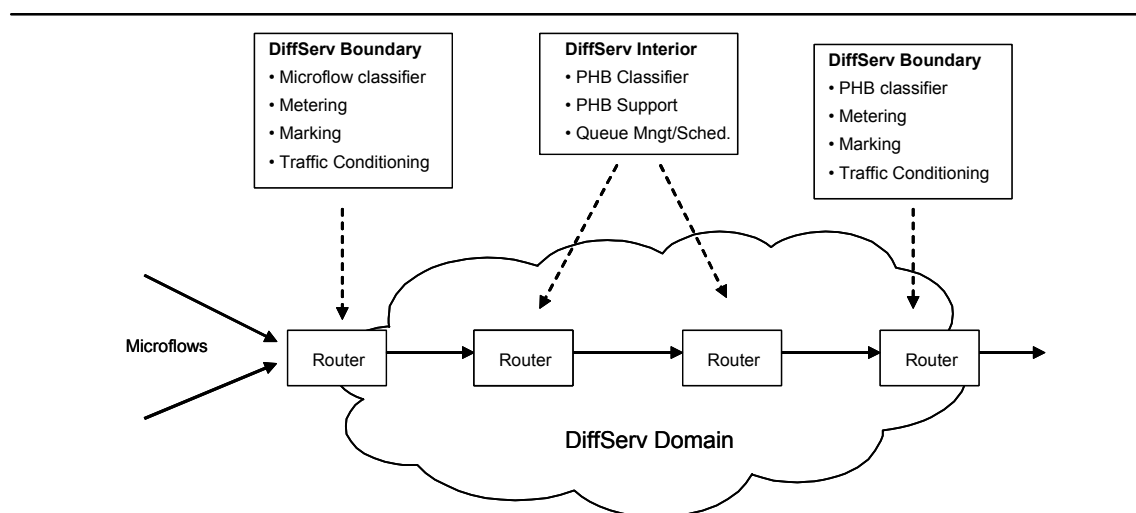 DiffServ Boundary
• Microflow classifier
• Metering
• Marking
• Traffic Conditioning
DiffServ Interior
• PHB Classifier
• PHB Support
• Queue Mngt/Sched.
DiffServ Boundary
• PHB classifier
• Metering
• Marking
• Traffic Conditioning
Microflows
Router
Router
Router
Router
DiffServ Domain